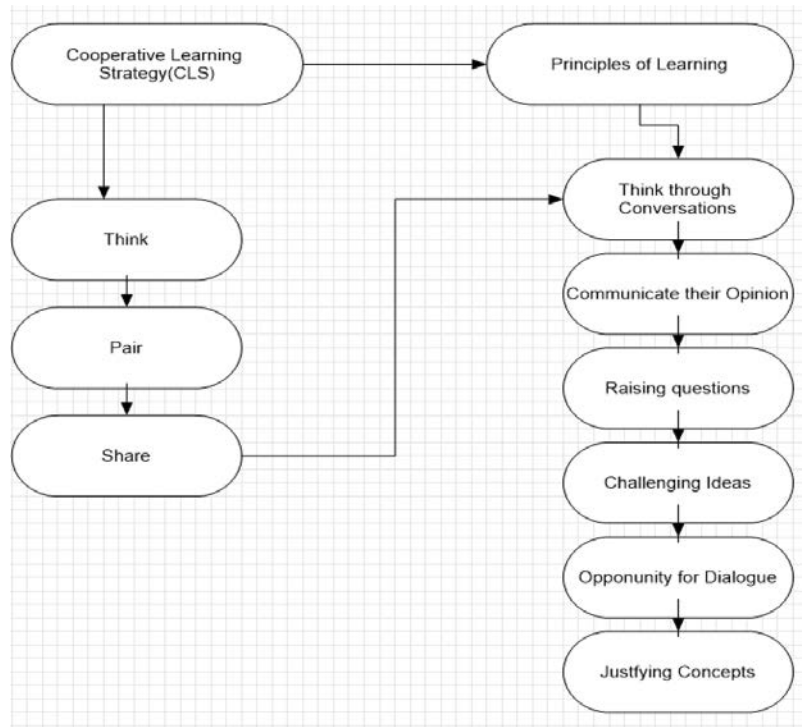 Cooperative Learning
Strategy(CLS)
Principles of Learning
Think through
Conversations
Think
Communicate their Opinion
Pair
Raising questions
Share
Challenging Ideas
Opponunity for Dialogue
Justfying Concepts